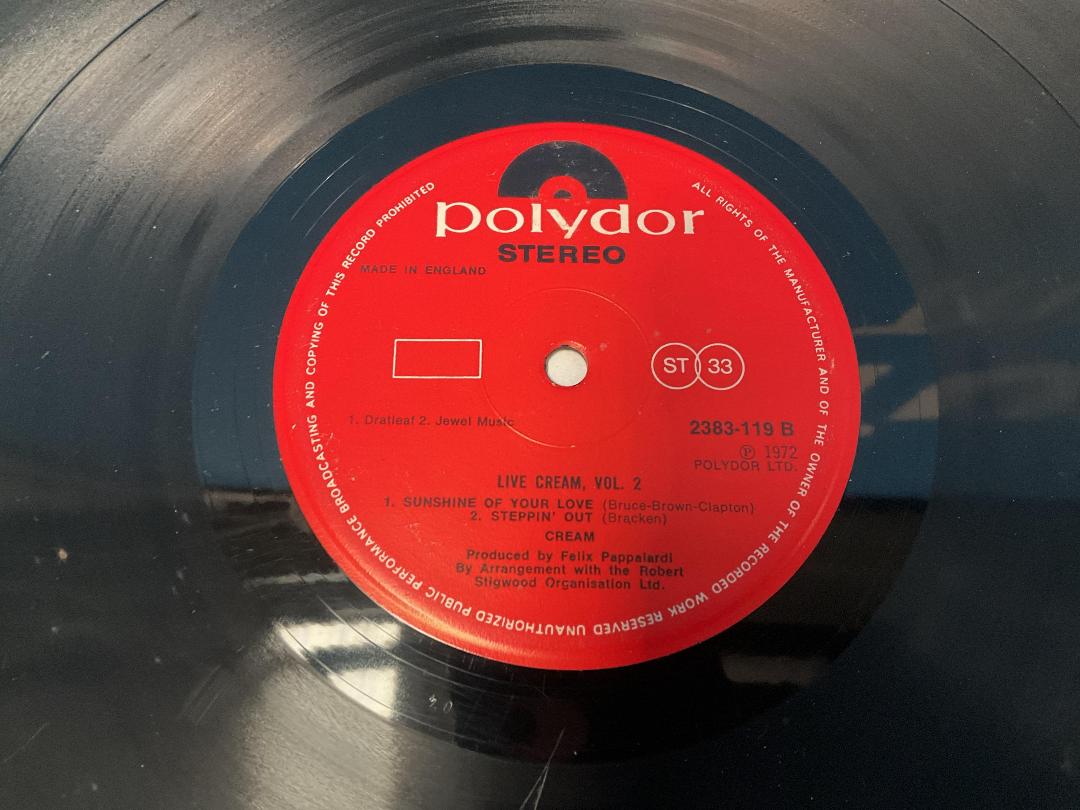 polydor
STEREO
MADE IN ENGLAND
ST 33
1. Dratleaf 2. Jewel Music
2383-119 B
℗ 1972
POLYDOR LTD.
LIVE CREAM, VOL. 2
1. SUNSHINE OF YOUR LOVE (Bruce-Brown-Clapton)
2. STEPPIN' OUT (Bracken)
CREAM
Produced by Felix Pappalardi
By Arrangement with the Robert
Stigwood Organisation Ltd.
ALL RIGHTS OF THE MANUFACTURER AND OF THE OWNER OF THE RECORDED WORK RESERVED UNAUTHORIZED PUBLIC PERFORMANCE BROADCASTING AND COPYING OF THIS RECORD PROHIBITED